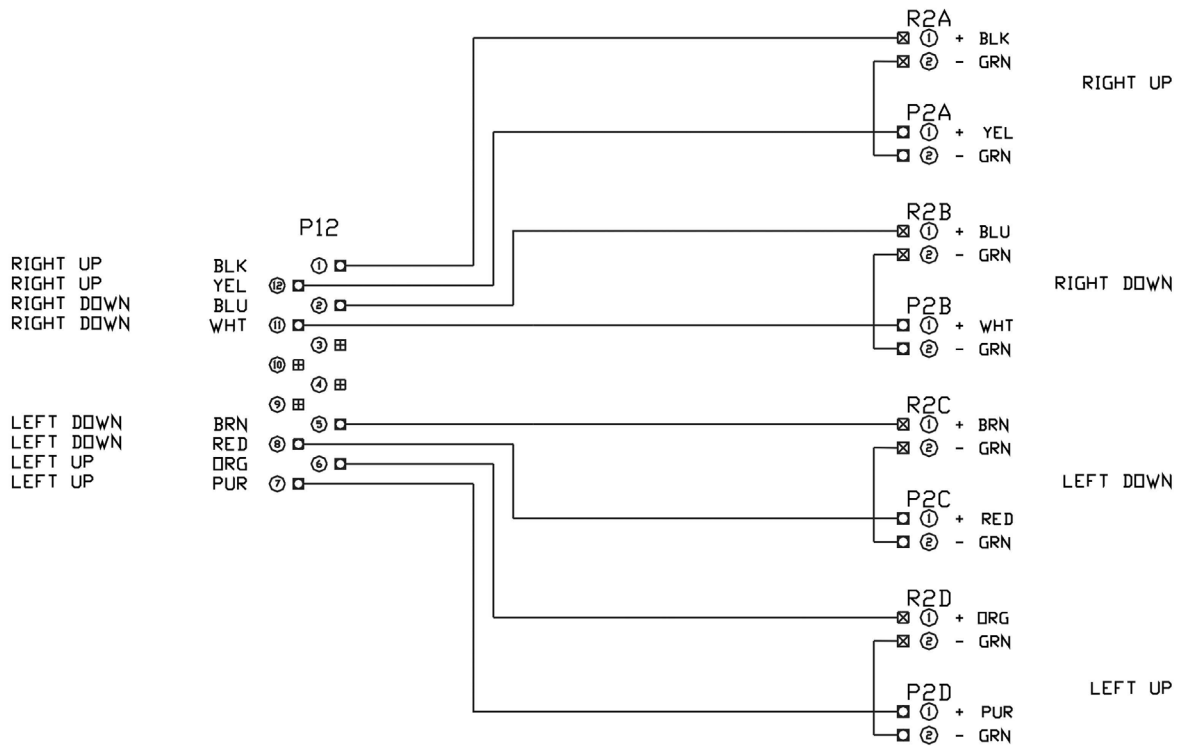 R2A
① + BLK
② - GRN
RIGHT UP
P2A
① + YEL
② - GRN
R2B
① + BLU
② - GRN
RIGHT DOWN
P2B
① + WHT
② - GRN
P12
RIGHT UP BLK ①
RIGHT UP YEL ⑫
RIGHT DOWN BLU ②
RIGHT DOWN WHT ⑪
③
⑩
④
⑨
LEFT DOWN BRN ⑤
LEFT DOWN RED ⑧
LEFT UP ORG ⑥
LEFT UP PUR ⑦
R2C
① + BRN
② - GRN
LEFT DOWN
P2C
① + RED
② - GRN
R2D
① + ORG
② - GRN
LEFT UP
P2D
① + PUR
② - GRN